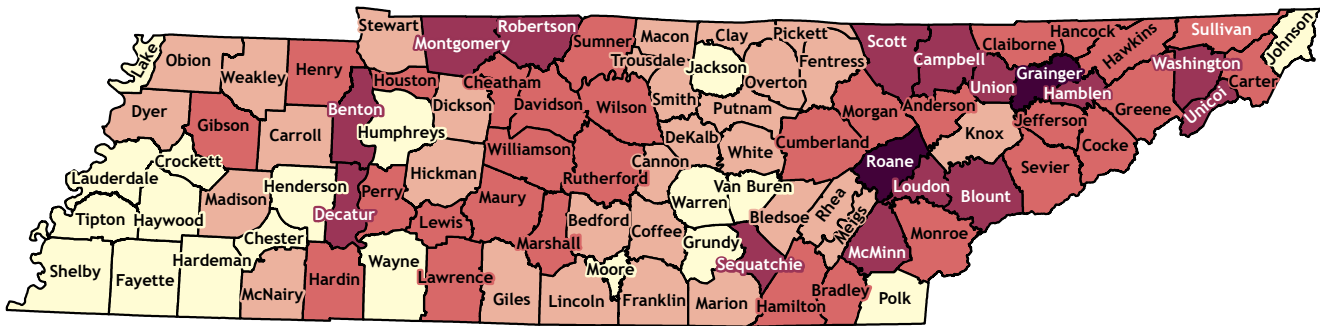 Stewart
Robertson
Montgomery
Sumner
Macon
Clay
Pickett
Scott
Campbell
Claiborne
Hancock
Hawkins
Sullivan
Johnson
Lake
Obion
Weakley
Henry
Houston
Cheatham
Trousdale
Jackson
Overton
Fentress
Union
Grainger
Hamblen
Washington
Carter
Unicoi
Greene
Dyer
Gibson
Carroll
Benton
Humphreys
Dickson
Davidson
Wilson
Smith
Putnam
Morgan
Anderson
Knox
Jefferson
Cocke
Sevier
Crockett
Lauderdale
Henderson
Madison
Decatur
Perry
Hickman
Williamson
Rutherford
Cannon
DeKalb
White
Cumberland
Roane
Loudon
Blount
Tipton
Haywood
Chester
Lewis
Maury
Marshall
Bedford
Coffee
Warren
Van Buren
Bledsoe
Rhea
Meigs
McMinn
Monroe
Shelby
Fayette
Hardeman
McNairy
Hardin
Wayne
Lawrence
Giles
Lincoln
Moore
Franklin
Grundy
Sequatchie
Marion
Hamilton
Bradley
Polk